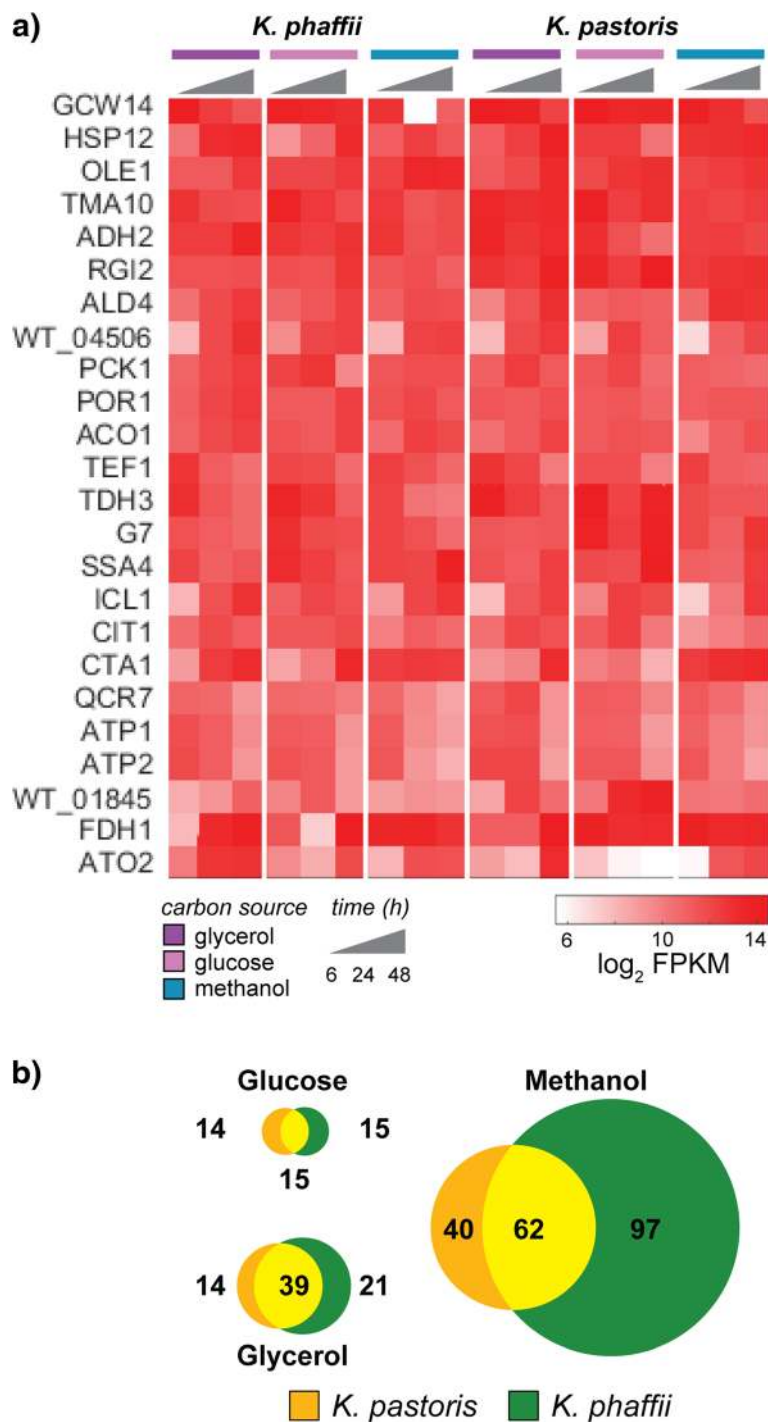 a)
K. phaffii K. pastoris
GCW14
HSP12
OLE1
TMA10
ADH2
RGI2
ALD4
WT_04506
PCK1
POR1
ACO1
TEF1
TDH3
G7
SSA4
ICL1
CIT1
CTA1
QCR7
ATP1
ATP2
WT_01845
FDH1
ATO2
carbon source time (h)
glycerol
glucose
methanol
6 24 48
6 10 14
log₂ FPKM
b)
Glucose Methanol
14 15
15
40 62 97
14 39 21
Glycerol
K. pastoris K. phaffii